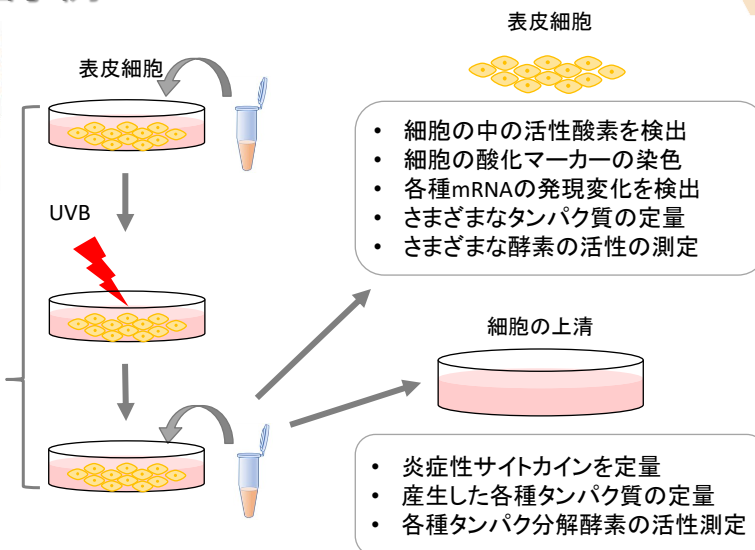 表皮細胞
UVB
表皮細胞
• 細胞の中の活性酸素を検出
• 細胞の酸化マーカーの染色
• 各種mRNAの発現変化を検出
• さまざまなタンパク質の定量
• さまざまな酵素の活性の測定
細胞の上清
• 炎症性サイトカインを定量
• 産生した各種タンパク質の定量
• 各種タンパク分解酵素の活性測定